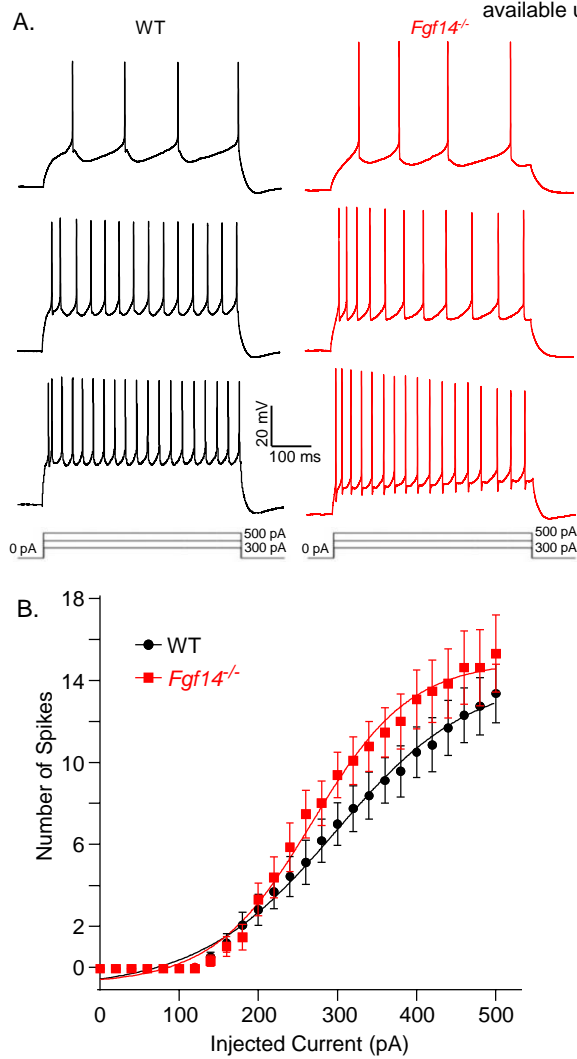 available u
A.
WT
Fgf14-/-
20 mV
100 ms
0 pA
500 pA
300 pA
0 pA
500 pA
300 pA
B.
18
14
10
6
2
0
Number of Spikes
WT
Fgf14-/-
0
100
200
300
400
500
Injected Current (pA)